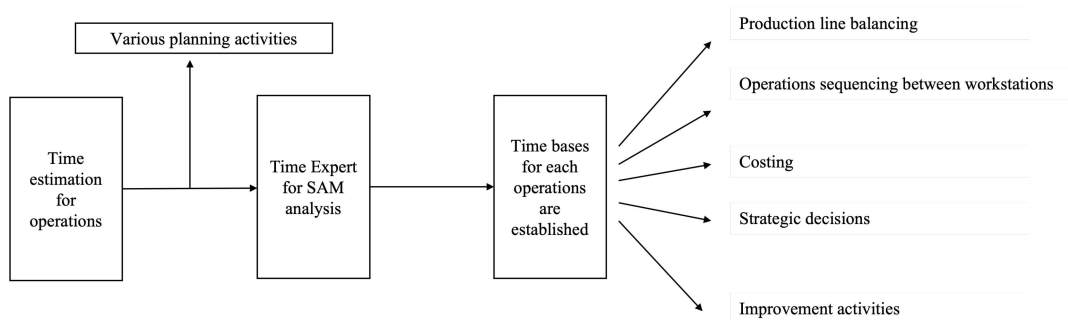 Various planning activities
Time
estimation
for
operations
Time Expert
for SAM
analysis
Time bases
for each
operations
are
established
Production line balancing
Operations sequencing between workstations
Costing
Strategic decisions
Improvement activities